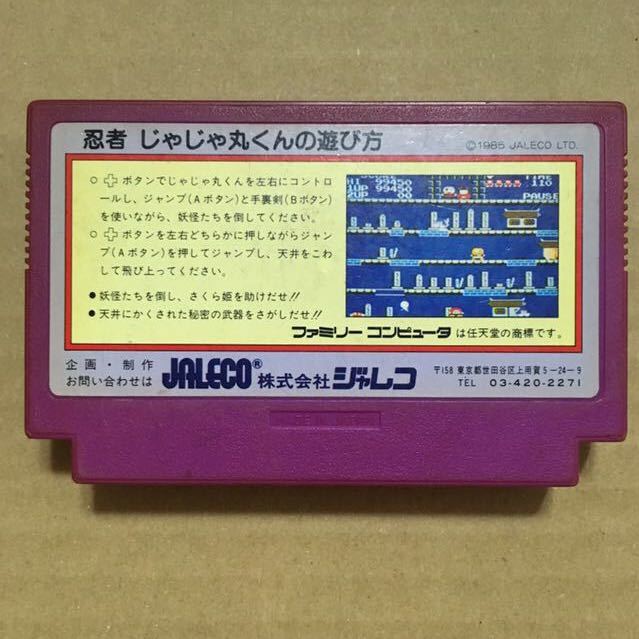 忍者 じゃじゃ丸くんの遊び方
©1985 JALECO LTD.
○ ✚ボタンでじゃじゃ丸くんを左右にコントロ
ールし、ジャンプ(Aボタン)と手裏剣(Bボタン)
を使いながら、妖怪たちを倒してください。
○ ✚ボタンを左右どちらかに押しながらジャン
プ(Aボタン)を押してジャンプし、天井をこわ
して飛び上ってください。
● 妖怪たちを倒し、さくら姫を助けだせ!!
● 天井にかくされた秘密の武器をさがしだせ!!
HI 99450
1UP 99450
2UP 00
TIME
110
PAUSE
ファミリー コンピュータ は任天堂の商標です。
企画・制作
お問い合わせは
JALECO® 株式会社 ジャレコ
〒158 東京都世田谷区上用賀5-24-9
TEL 03-420-2271